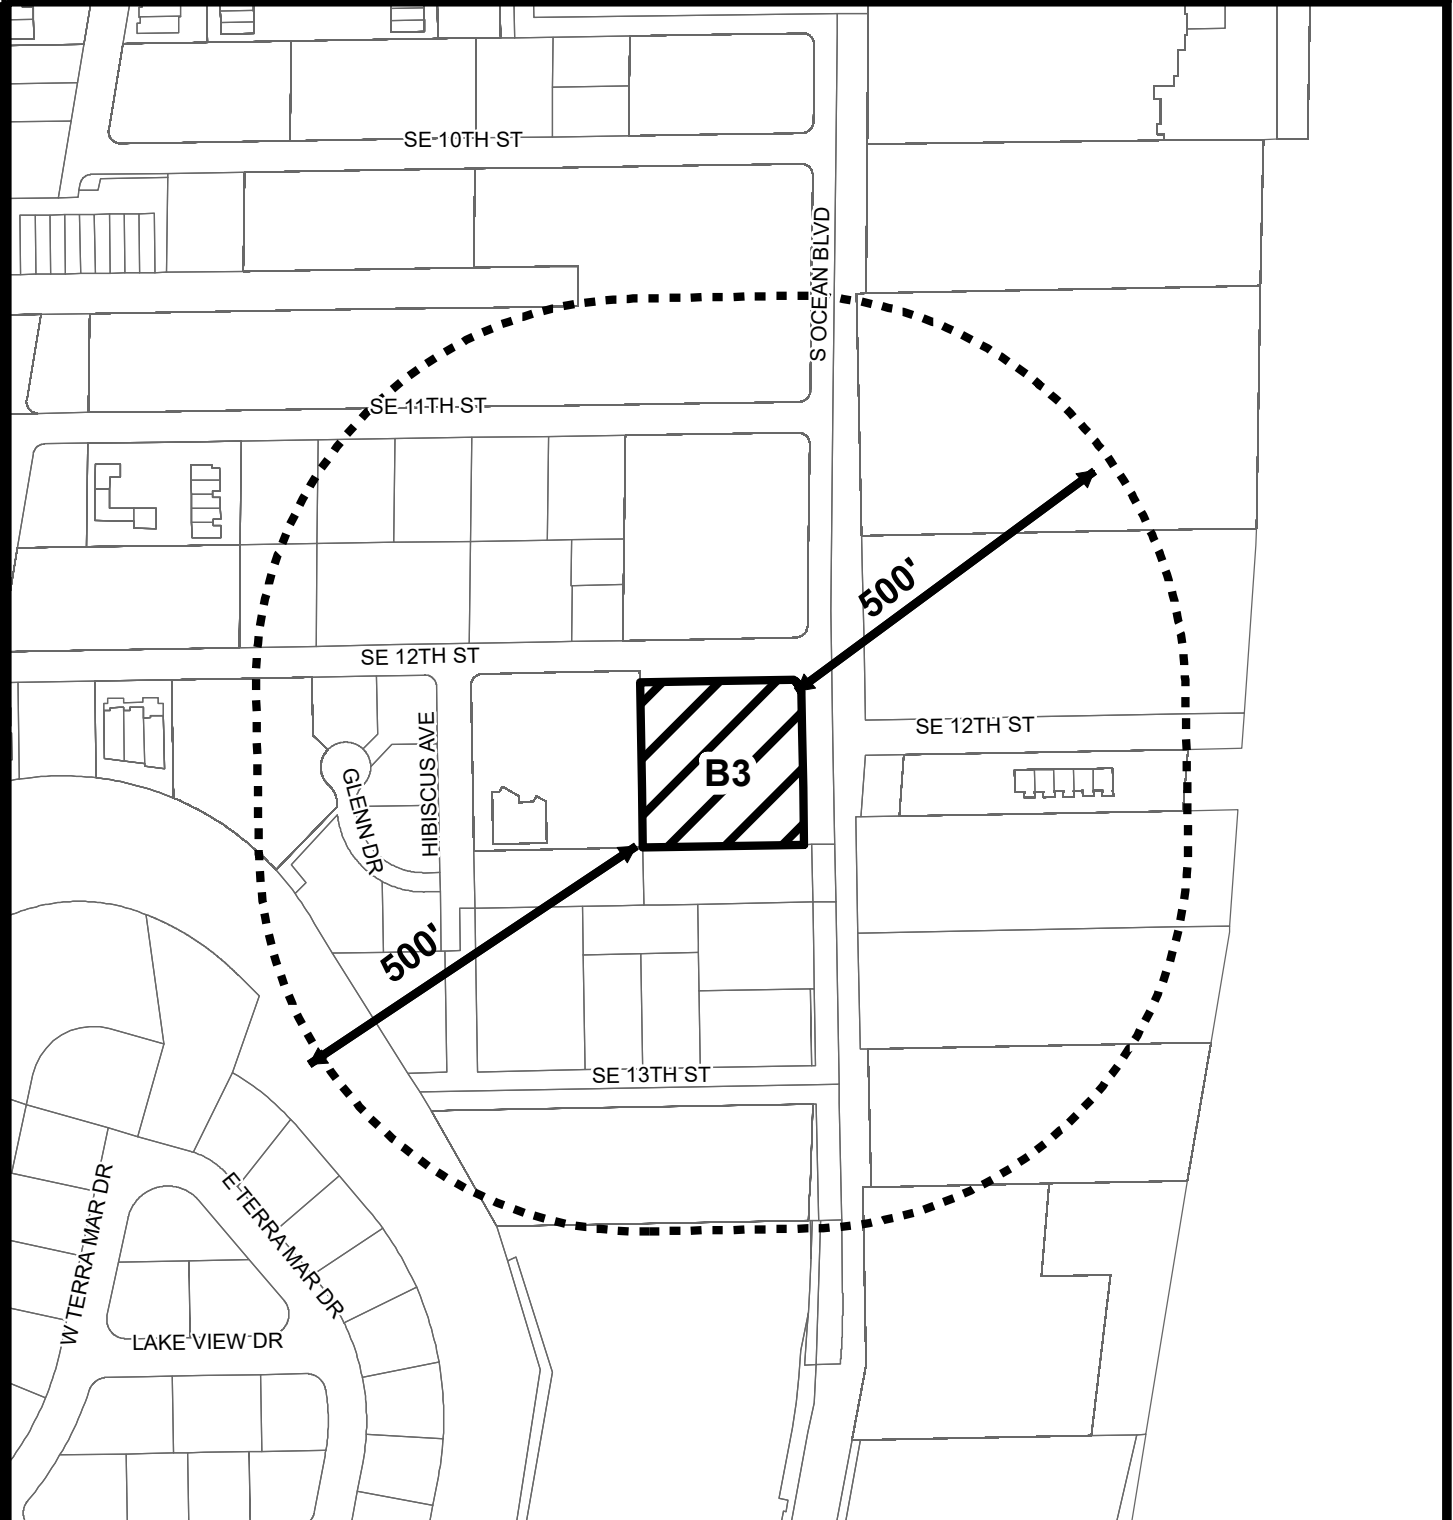 SE 10TH ST
S OCEAN BLVD
SE 11TH ST
500'
SE 12TH ST
SE 12TH ST
HIBISCUS AVE
GLENN DR
B3
500'
SE 13TH ST
W TERRA MAR DR
E TERRA MAR DR
LAKE VIEW DR